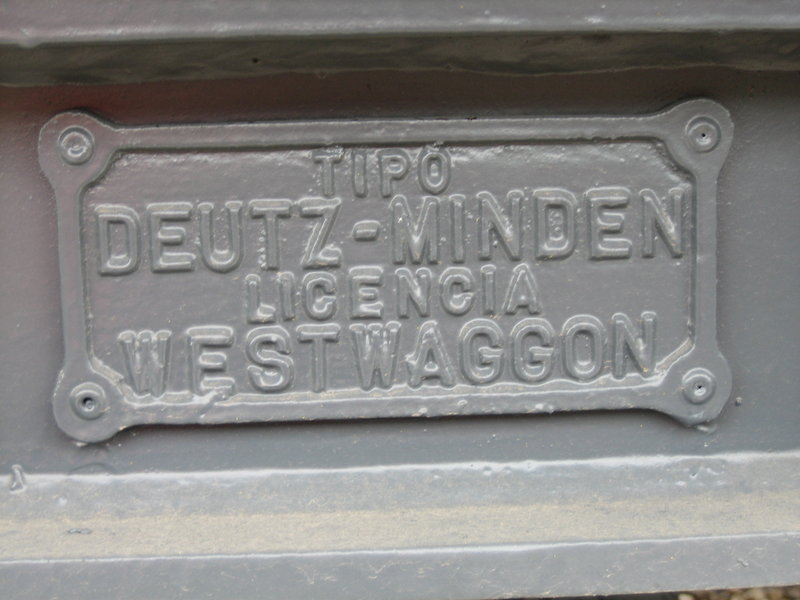 TIPO
DEUTZ-MINDEN
LICENCIA
WESTWAGGON